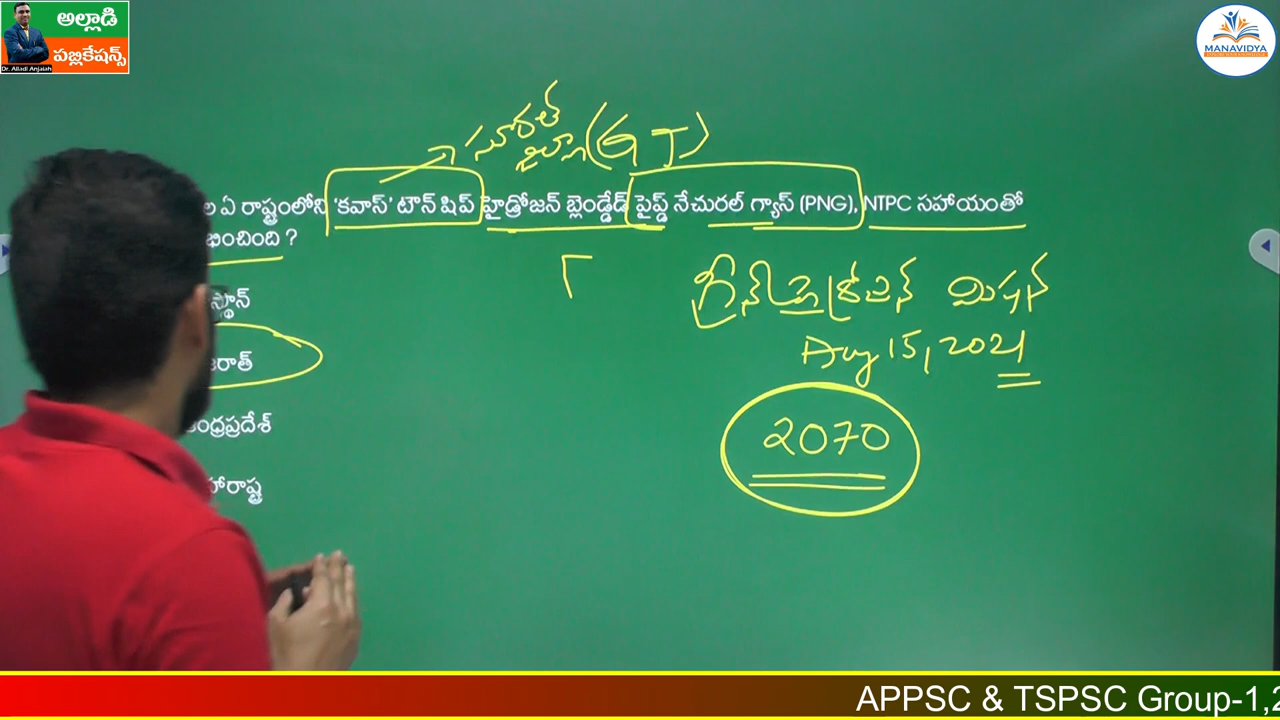 అల్లాడి
పబ్లికేషన్స్
Dr. Alladi Anjaiah
MANAVIDYA
సూరత్
జిల్లా (GJ)
ల ఏ రాష్ట్రంలోని 'కవాస్' టౌన్ షిప్ హైడ్రోజన్ బ్లెండ్డేడ్ పైప్డ్ నేచురల్ గ్యాస్ (PNG), NTPC సహాయంతో
భించింది ?
గ్రీన్ హైడ్రోజన్ మిషన్
స్థాన్
Aug 15, 2021
జరాత్
2070
ంధ్రప్రదేశ్
హారాష్ట్ర
APPSC & TSPSC Group-1,2